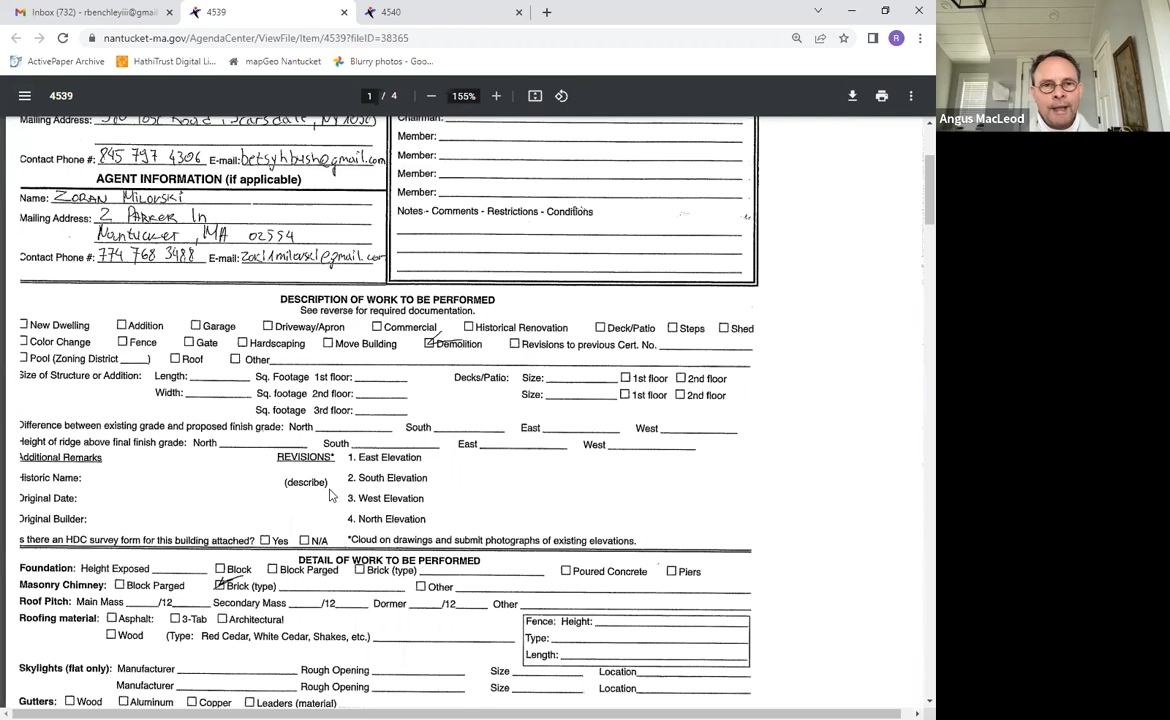 Inbox (732) - rbenchleyiii@gmail
4539
4540
nantucket-ma.gov/AgendaCenter/ViewFile/Item/4539?fileID=38365
R
ActivePaper Archive
HathiTrust Digital Li...
mapGeo Nantucket
Blurry photos - Goo...
4539
1 / 4
155%
Angus MacLeod
Mailing Address: Road, Scarsdale, NY
Contact Phone #: 845 797 4306 E-mail: betsyhbush@gmail.com
AGENT INFORMATION (if applicable)
Name: ZORAN MILOVSKI
Mailing Address: 2 PARKER ln
Nantucket, MA 02554
Contact Phone #: 774 768 3488 E-mail:
Chairman:
Member:
Member:
Member:
Member:
Notes - Comments - Restrictions - Conditions
DESCRIPTION OF WORK TO BE PERFORMED
See reverse for required documentation.
New Dwelling Addition Garage Driveway/Apron Commercial Historical Renovation Deck/Patio Steps Shed
Color Change Fence Gate Hardscaping Move Building Demolition Revisions to previous Cert. No.
Pool (Zoning District ) Roof Other
Size of Structure or Addition: Length: Sq. Footage 1st floor: Decks/Patio: Size: 1st floor 2nd floor
Width: Sq. footage 2nd floor: Size: 1st floor 2nd floor
Sq. footage 3rd floor:
Difference between existing grade and proposed finish grade: North South East West
Height of ridge above final finish grade: North South East West
Additional Remarks REVISIONS* 1. East Elevation
Historic Name: (describe) 2. South Elevation
Original Date: 3. West Elevation
Original Builder: 4. North Elevation
Is there an HDC survey form for this building attached? Yes N/A *Cloud on drawings and submit photographs of existing elevations.
DETAIL OF WORK TO BE PERFORMED
Foundation: Height Exposed Block Block Parged Brick (type) Poured Concrete Piers
Masonry Chimney: Block Parged Brick (type) Other
Roof Pitch: Main Mass /12 Secondary Mass /12 Dormer /12 Other
Roofing material: Asphalt: 3-Tab Architectural
Wood (Type: Red Cedar, White Cedar, Shakes, etc.)
Fence: Height:
Type:
Length:
Skylights (flat only): Manufacturer Rough Opening Size Location
Manufacturer Rough Opening Size Location
Gutters: Wood Aluminum Copper Leaders (material)